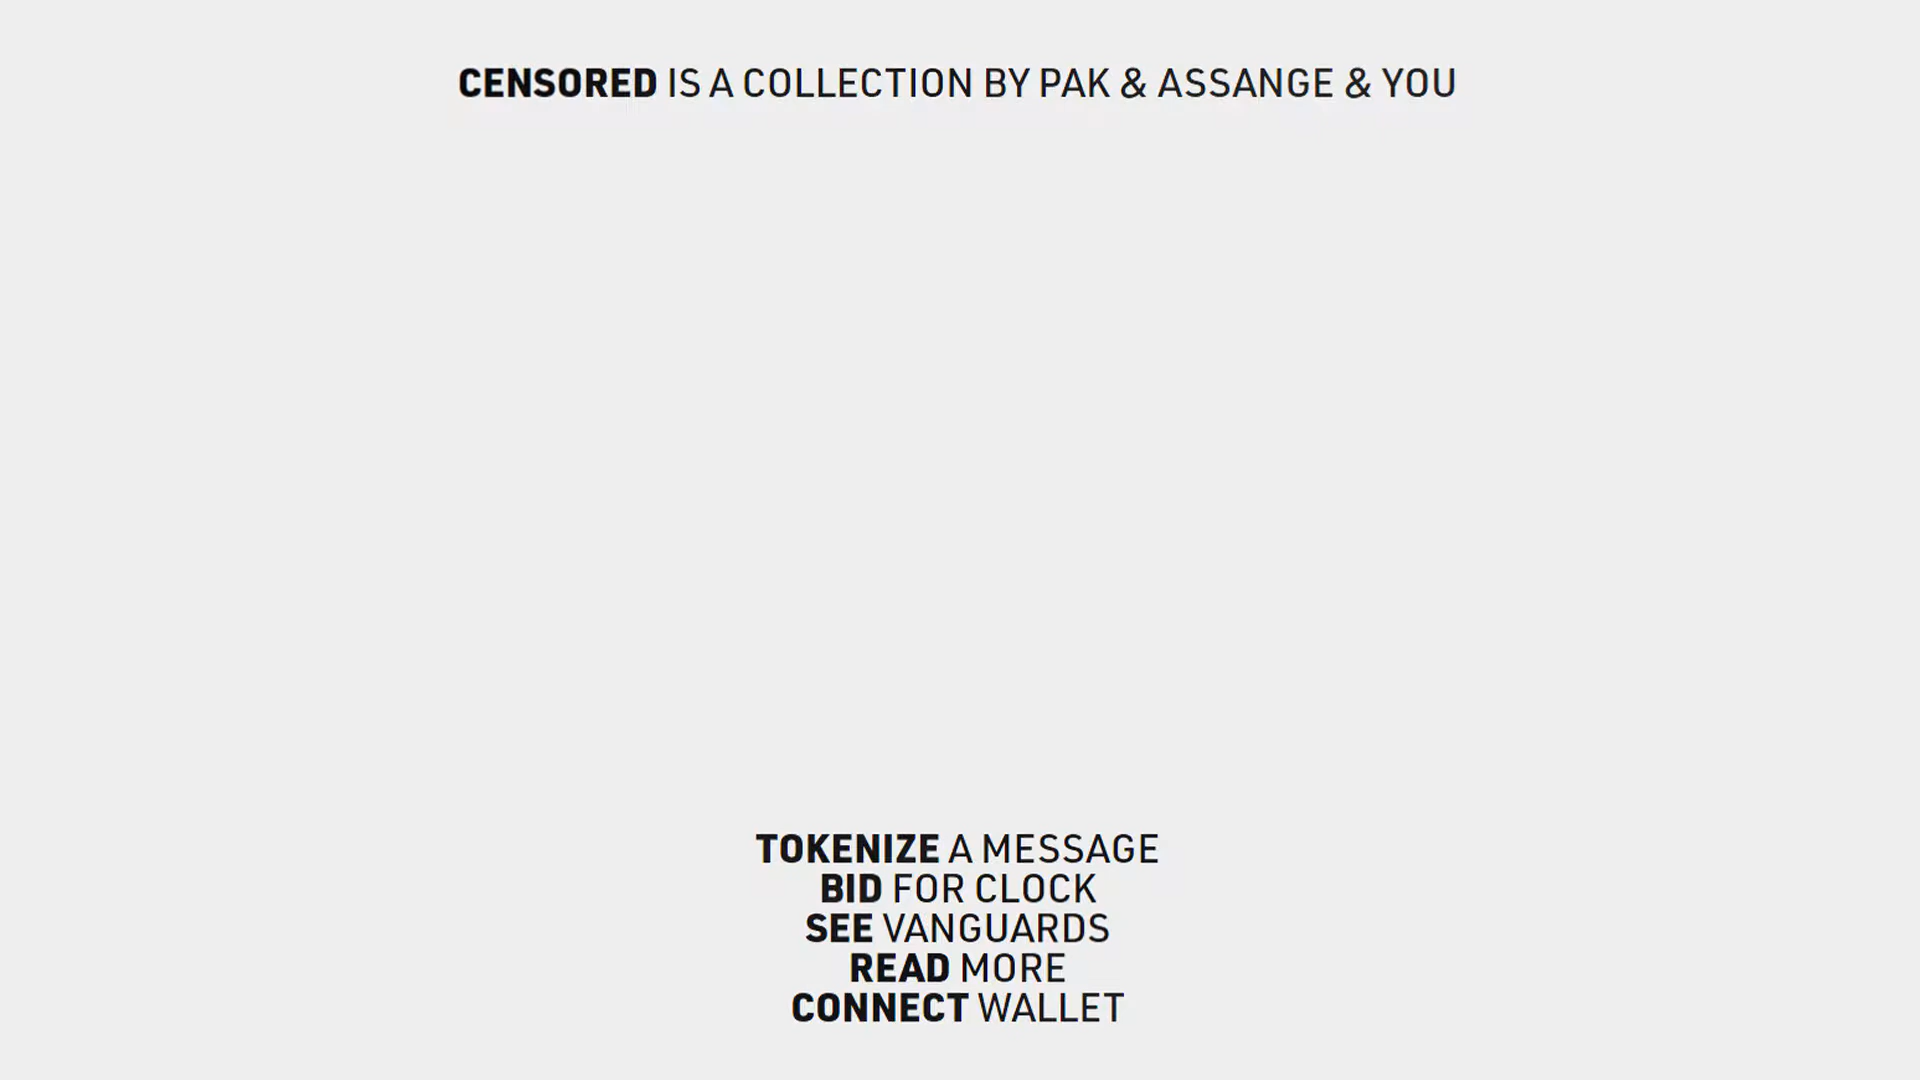 CENSORED IS A COLLECTION BY PAK & ASSANGE & YOU
TOKENIZE A MESSAGE
BID FOR CLOCK
SEE VANGUARDS
READ MORE
CONNECT WALLET